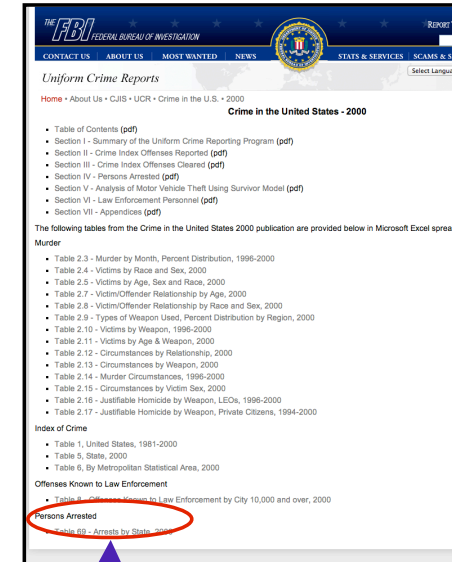 THE FBI FEDERAL BUREAU OF INVESTIGATION
REPORT
CONTACT US ABOUT US MOST WANTED NEWS STATS & SERVICES SCAMS & S
Uniform Crime Reports
Select Langua
Home • About Us • CJIS • UCR • Crime in the U.S. • 2000
Crime in the United States - 2000
Table of Contents (pdf)
Section I - Summary of the Uniform Crime Reporting Program (pdf)
Section II - Crime Index Offenses Reported (pdf)
Section III - Crime Index Offenses Cleared (pdf)
Section IV - Persons Arrested (pdf)
Section V - Analysis of Motor Vehicle Theft Using Survivor Model (pdf)
Section VI - Law Enforcement Personnel (pdf)
Section VII - Appendices (pdf)
The following tables from the Crime in the United States 2000 publication are provided below in Microsoft Excel sprea
Murder
Table 2.3 - Murder by Month, Percent Distribution, 1996-2000
Table 2.4 - Victims by Race and Sex, 2000
Table 2.5 - Victims by Age, Sex and Race, 2000
Table 2.7 - Victim/Offender Relationship by Age, 2000
Table 2.8 - Victim/Offender Relationship by Race and Sex, 2000
Table 2.9 - Types of Weapon Used, Percent Distribution by Region, 2000
Table 2.10 - Victims by Weapon, 1996-2000
Table 2.11 - Victims by Age & Weapon, 2000
Table 2.12 - Circumstances by Relationship, 2000
Table 2.13 - Circumstances by Weapon, 2000
Table 2.14 - Murder Circumstances, 1996-2000
Table 2.15 - Circumstances by Victim Sex, 2000
Table 2.16 - Justifiable Homicide by Weapon, LEOs, 1996-2000
Table 2.17 - Justifiable Homicide by Weapon, Private Citizens, 1994-2000
Index of Crime
Table 1, United States, 1981-2000
Table 5, State, 2000
Table 6, By Metropolitan Statistical Area, 2000
Offenses Known to Law Enforcement
Table 8 - Offenses Known to Law Enforcement by City 10,000 and over, 2000
Persons Arrested
Table 69 - Arrests by State, 2000